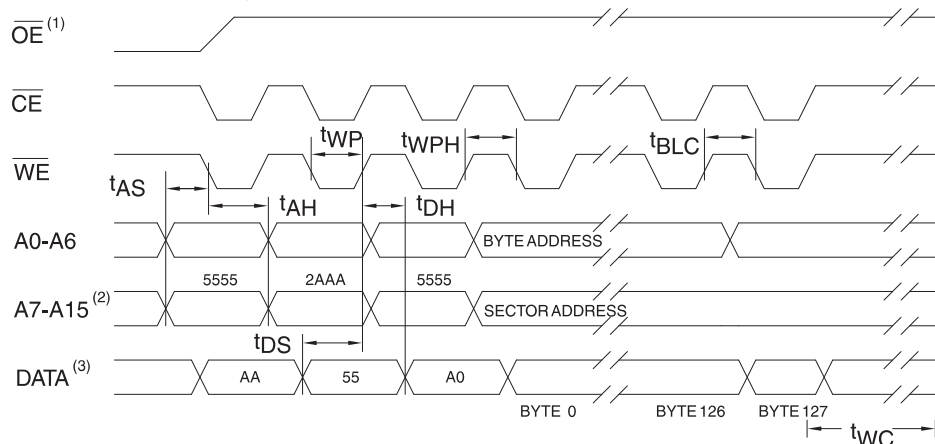 OE (1)
CE
tWP
tWPH
tBLC
WE
tAS
tAH
tDH
A0-A6
BYTE ADDRESS
5555
2AAA
5555
A7-A15 (2)
SECTOR ADDRESS
tDS
DATA (3)
AA
55
A0
BYTE 0
BYTE 126
BYTE 127
tWC